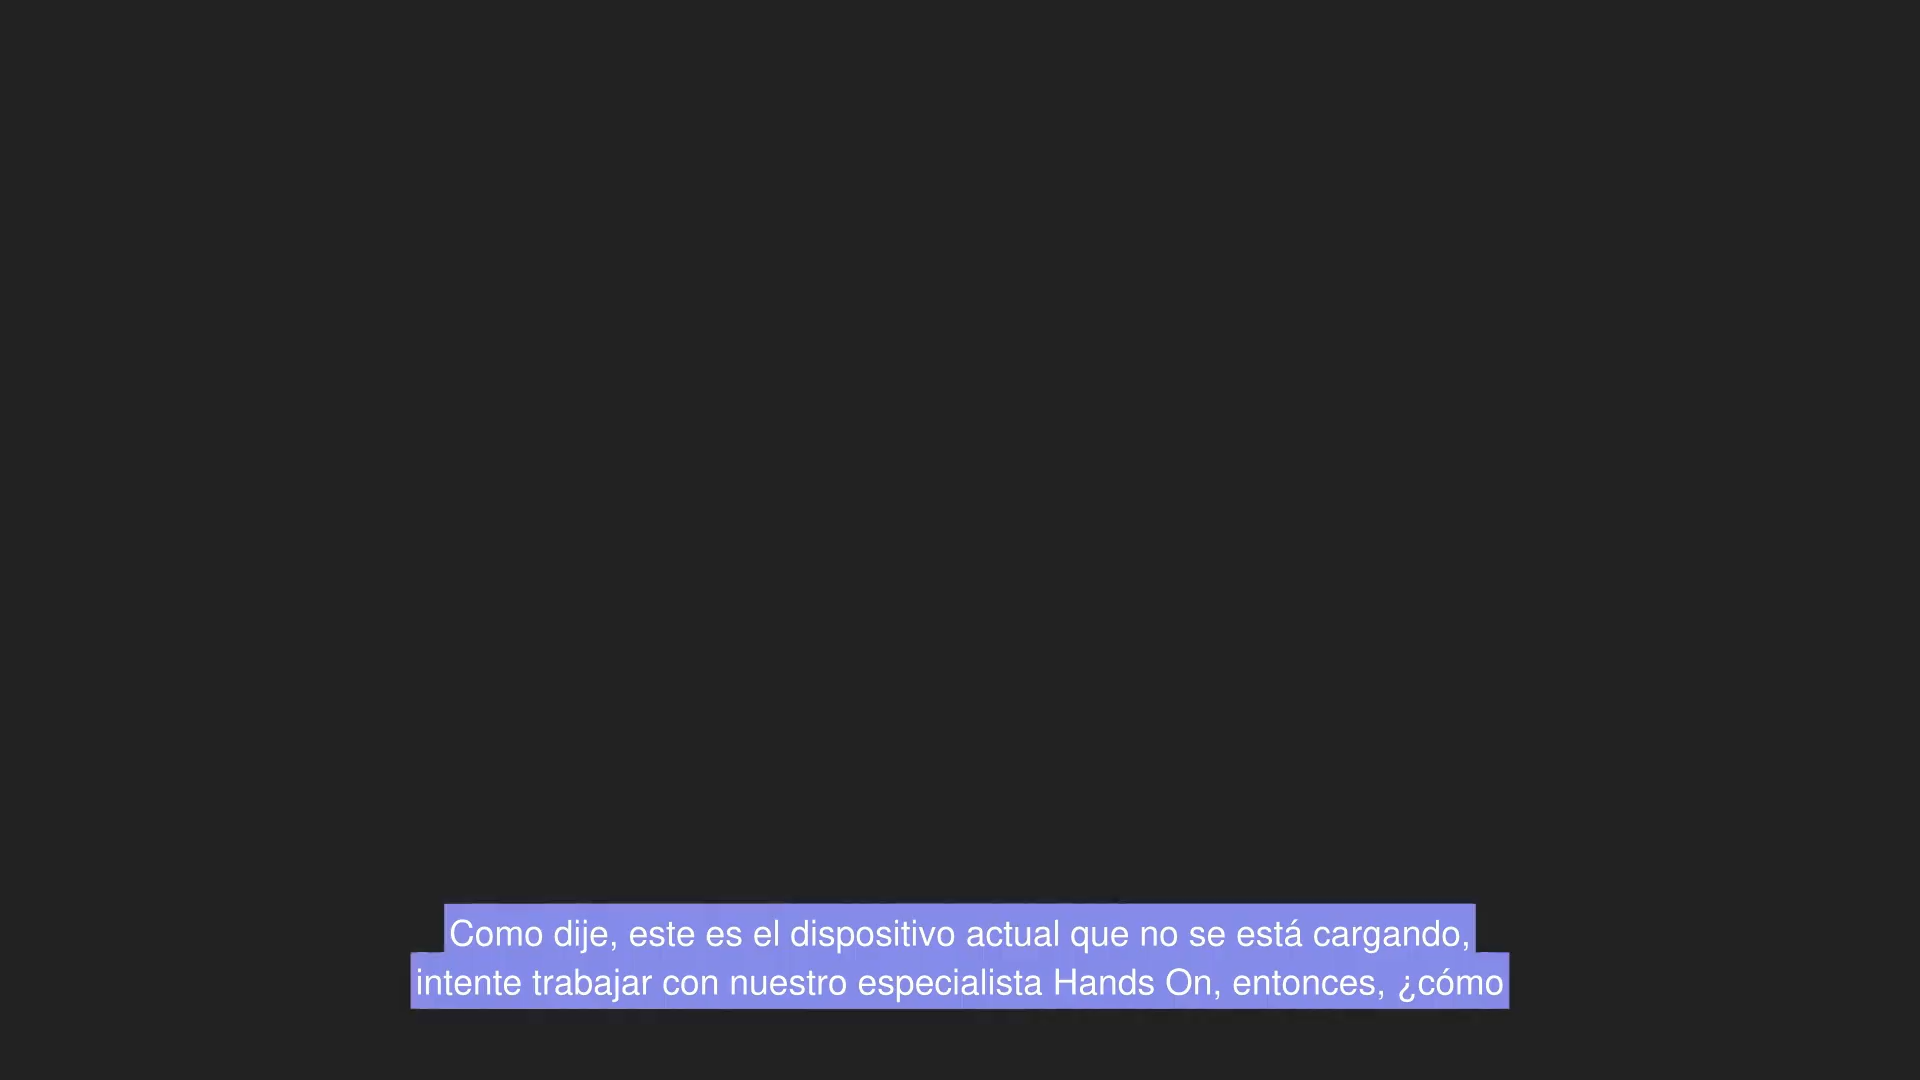 Como dije, este es el dispositivo actual que no se está cargando,
intente trabajar con nuestro especialista Hands On, entonces, ¿cómo